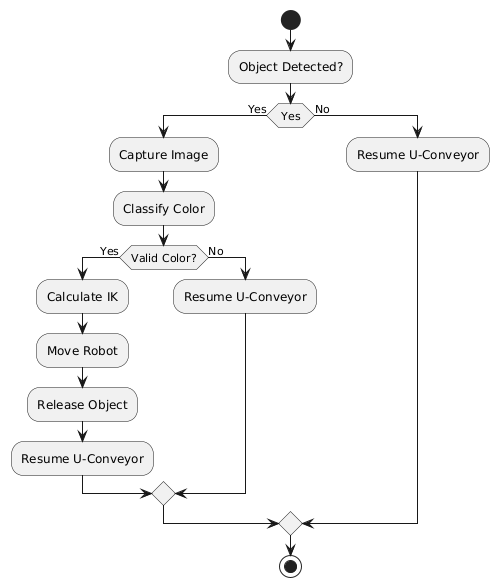 Object Detected?
Yes
Yes
No
Capture Image
Resume U-Conveyor
Classify Color
Yes
Valid Color?
No
Calculate IK
Resume U-Conveyor
Move Robot
Release Object
Resume U-Conveyor